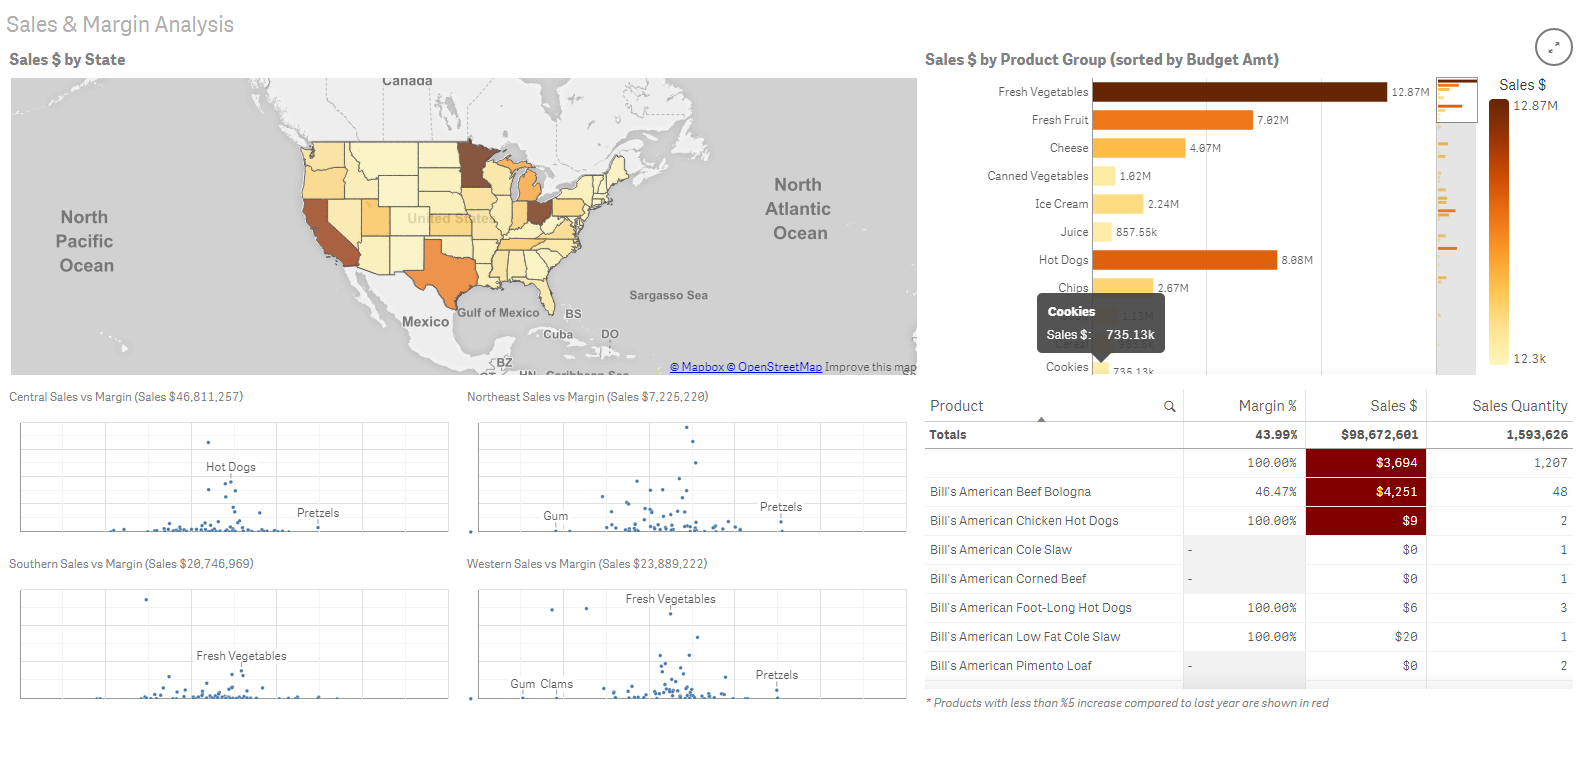 Sales & Margin Analysis
Sales $ by State
Canada
North
Pacific
Ocean
North
Atlantic
Ocean
United States
Sargasso Sea
Gulf of Mexico
Mexico
BS
Cuba
DO
BZ
HN
Caribbean Sea
© Mapbox © OpenStreetMap Improve this map
Sales $ by Product Group (sorted by Budget Amt)
Fresh Vegetables 12.87M
Fresh Fruit 7.02M
Cheese 4.07M
Canned Vegetables 1.02M
Ice Cream 2.24M
Juice 857.55k
Hot Dogs 8.08M
Chips 2.67M
1.13M
Cookies
Sales $: 735.13k
Cookies 735.13k
Sales $
12.87M
12.3k
Central Sales vs Margin (Sales $46,811,257)
Hot Dogs
Pretzels
Northeast Sales vs Margin (Sales $7,225,220)
Gum
Pretzels
Southern Sales vs Margin (Sales $20,746,969)
Fresh Vegetables
Western Sales vs Margin (Sales $23,889,222)
Fresh Vegetables
Gum Clams
Pretzels
Product Margin % Sales $ Sales Quantity
Totals 43.99% $98,672,601 1,593,626
100.00% $3,694 1,207
Bill's American Beef Bologna 46.47% $4,251 48
Bill's American Chicken Hot Dogs 100.00% $9 2
Bill's American Cole Slaw - $0 1
Bill's American Corned Beef - $0 1
Bill's American Foot-Long Hot Dogs 100.00% $6 3
Bill's American Low Fat Cole Slaw 100.00% $20 1
Bill's American Pimento Loaf - $0 2
* Products with less than %5 increase compared to last year are shown in red